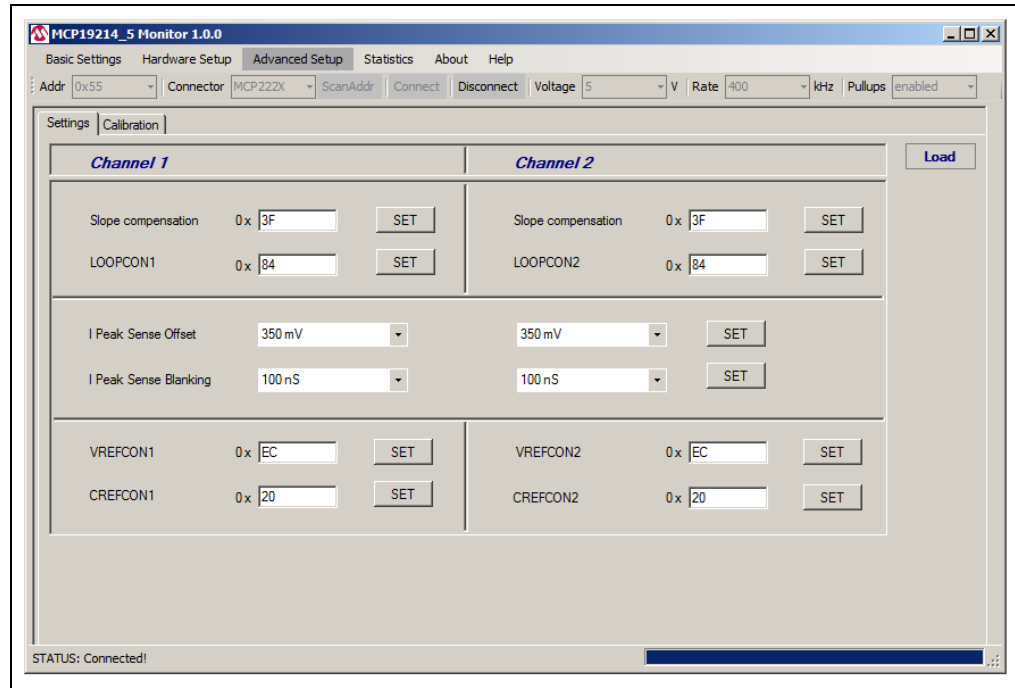 MCP19214_5 Monitor 1.0.0
Basic Settings Hardware Setup Advanced Setup Statistics About Help
Addr 0x55 Connector MCP222X ScanAddr Connect Disconnect Voltage 5 V Rate 400 kHz Pullups enabled
Settings Calibration
Channel 1 Channel 2 Load
Slope compensation 0x 3F SET Slope compensation 0x 3F SET
LOOPCON1 0x 84 SET LOOPCON2 0x 84 SET
I Peak Sense Offset 350 mV 350 mV SET
I Peak Sense Blanking 100 nS 100 nS SET
VREFCON1 0x EC SET VREFCON2 0x EC SET
CREFCON1 0x 20 SET CREFCON2 0x 20 SET
STATUS: Connected!